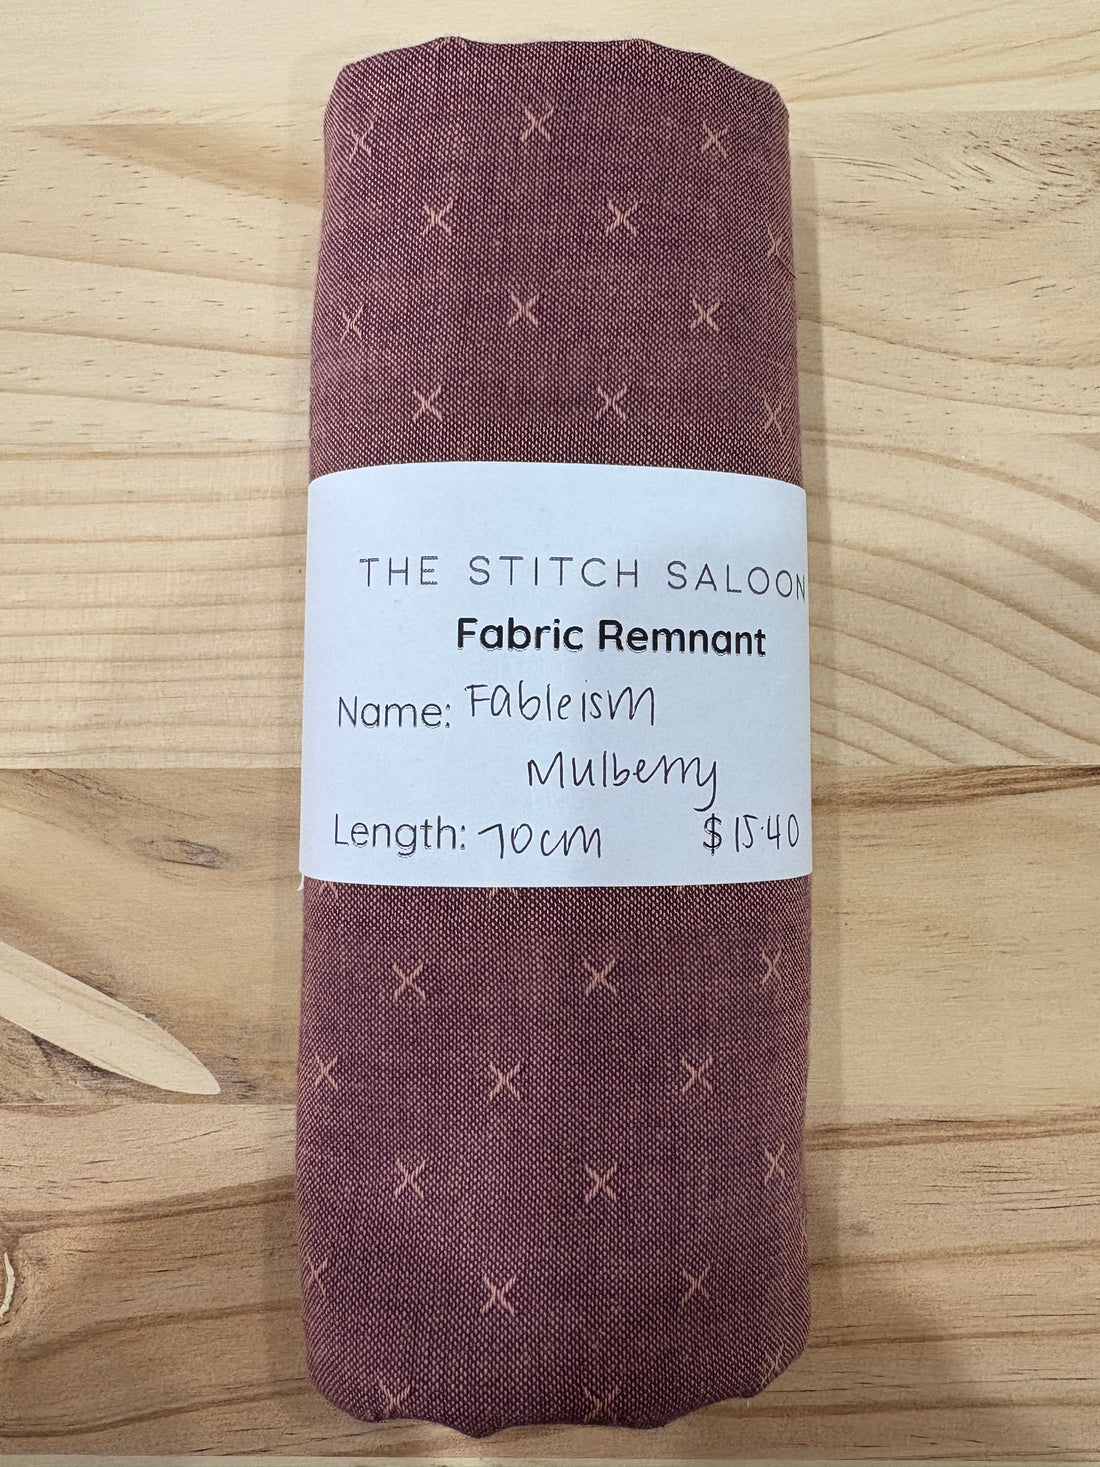 THE STITCH SALOON
Fabric Remnant
Name: Fableism
Mulberry
Length: 70cm $15.40